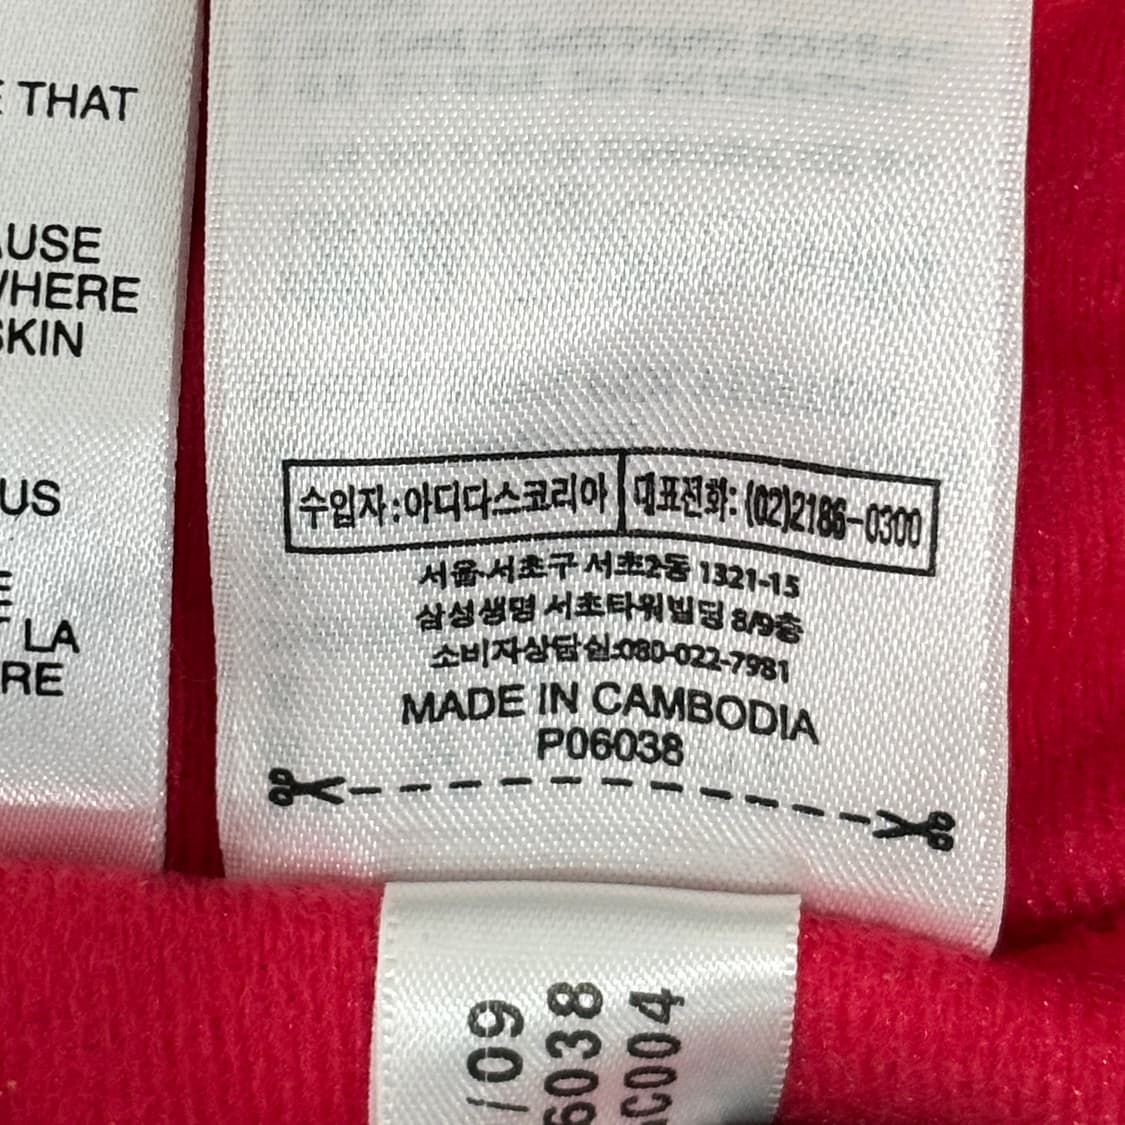 THAT
USE
HERE
SKIN
US
E
LA
RE
수입자:아디다스코리아 대표전화: (02)2186-0300
서울 서초구 서초2동 1321-15
삼성생명 서초타워빌딩 8/9층
소비자상담실:080-022-7981
MADE IN CAMBODIA
P06038
/09
6038
C004